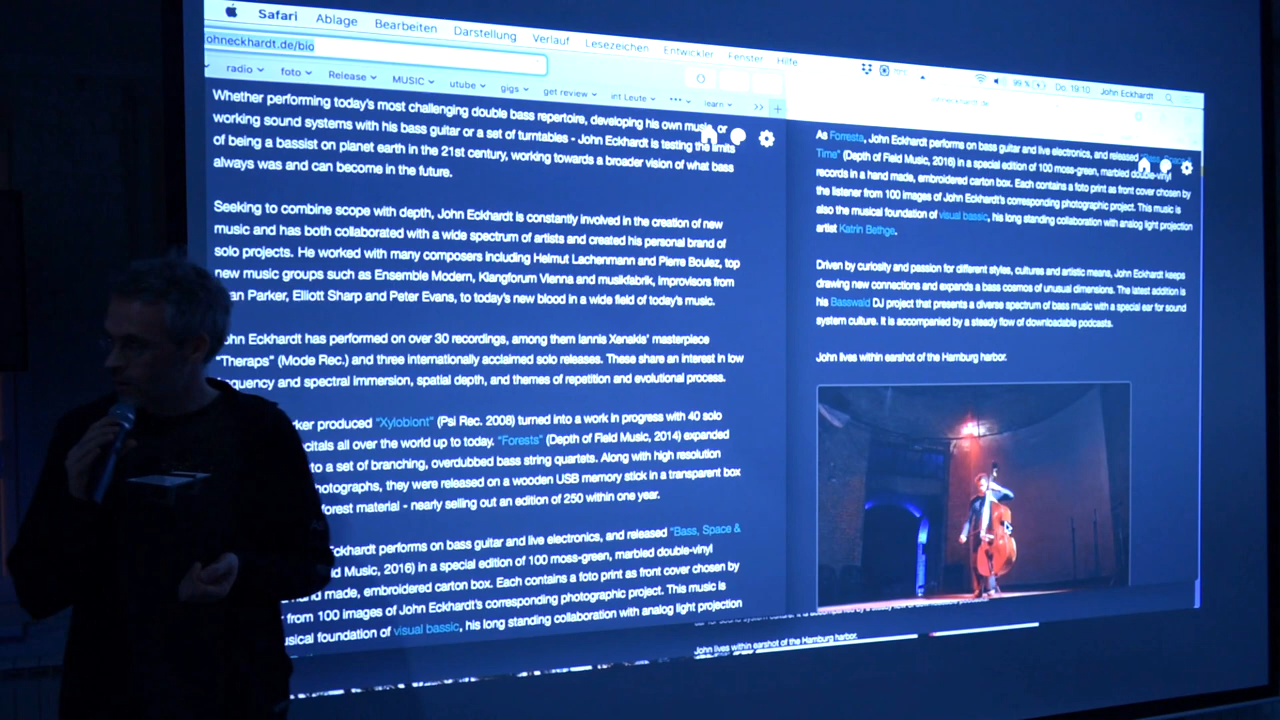 Safari Ablage Bearbeiten Darstellung Verlauf Lesezeichen Entwickler Fenster Hilfe
99 % Do. 19:10 John Eckhardt
ohneckhardt.de/bio
radio foto Release MUSIC utube gigs get review int Leute ••• learn >> +
Whether performing today's most challenging double bass repertoire, developing his own music, or
working sound systems with his bass guitar or a set of turntables - John Eckhardt is testing the limits
of being a bassist on planet earth in the 21st century, working towards a broader vision of what bass
always was and can become in the future.
Seeking to combine scope with depth, John Eckhardt is constantly involved in the creation of new
music and has both collaborated with a wide spectrum of artists and created his personal brand of
solo projects. He worked with many composers including Helmut Lachenmann and Pierre Boulez, top
new music groups such as Ensemble Modern, Klangforum Vienna and musikfabrik, improvisors from
an Parker, Elliott Sharp and Peter Evans, to today's new blood in a wide field of today's music.
ohn Eckhardt has performed on over 30 recordings, among them Iannis Xenakis' masterpiece
"Theraps" (Mode Rec.) and three internationally acclaimed solo releases. These share an interest in low
equency and spectral immersion, spatial depth, and themes of repetition and evolutional process.
rker produced "Xylobiont" (Psi Rec. 2008) turned into a work in progress with 40 solo
citals all over the world up to today. "Forests" (Depth of Field Music, 2014) expanded
to a set of branching, overdubbed bass string quartets. Along with high resolution
hotographs, they were released on a wooden USB memory stick in a transparent box
forest material - nearly selling out an edition of 250 within one year.
Eckhardt performs on bass guitar and live electronics, and released "Bass, Space &
ld Music, 2016) in a special edition of 100 moss-green, marbled double-vinyl
and made, embroidered carton box. Each contains a foto print as front cover chosen by
from 100 images of John Eckhardt's corresponding photographic project. This music is
usical foundation of visual bassic, his long standing collaboration with analog light projection
johneckhardt.de
As Forresta, John Eckhardt performs on bass guitar and live electronics, and released "Bass, Space &
Time" (Depth of Field Music, 2016) in a special edition of 100 moss-green, marbled double-vinyl
records in a hand made, embroidered carton box. Each contains a foto print as front cover chosen by
the listener from 100 images of John Eckhardt's corresponding photographic project. This music is
also the musical foundation of visual bassic, his long standing collaboration with analog light projection
artist Katrin Bethge.
Driven by curiosity and passion for different styles, cultures and artistic means, John Eckhardt keeps
drawing new connections and expands a bass cosmos of unusual dimensions. The latest addition is
his Basswald DJ project that presents a diverse spectrum of bass music with a special ear for sound
system culture. It is accompanied by a steady flow of downloadable podcasts.
John lives within earshot of the Hamburg harbor.
John lives within earshot of the Hamburg harbor.